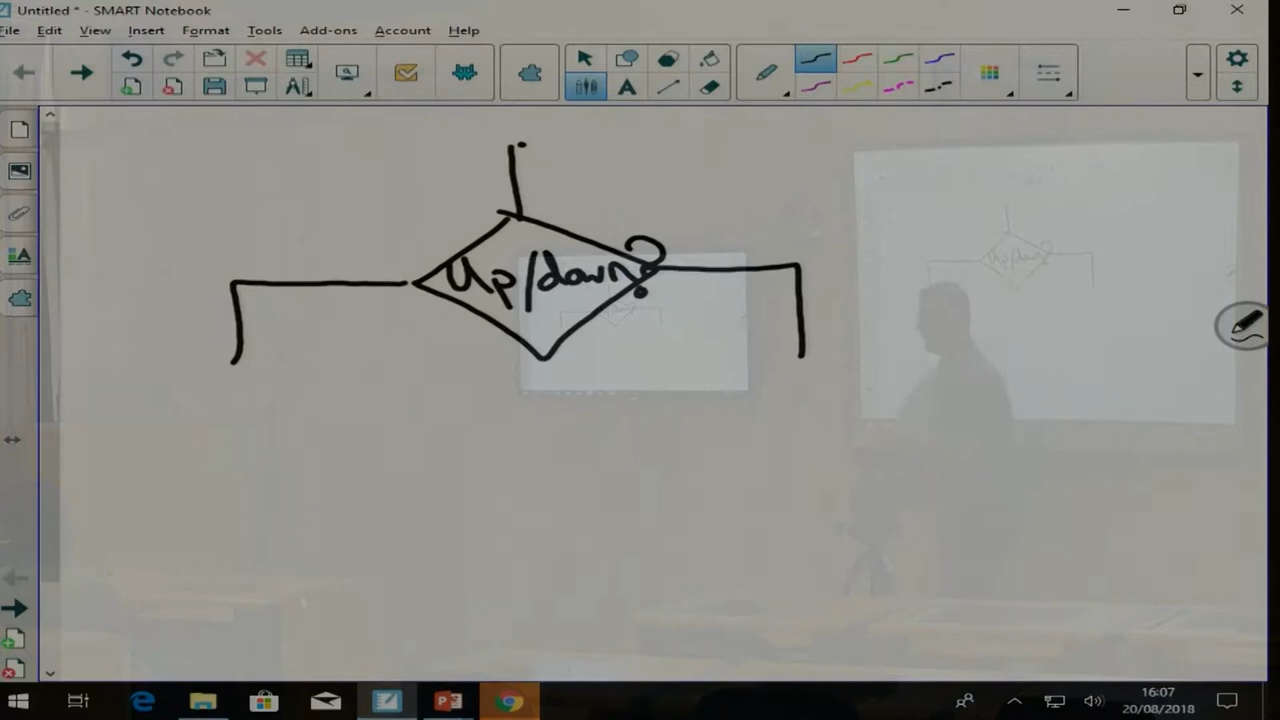 Untitled * - SMART Notebook
File Edit View Insert Format Tools Add-ons Account Help
Up/down?
16:07
20/08/2018